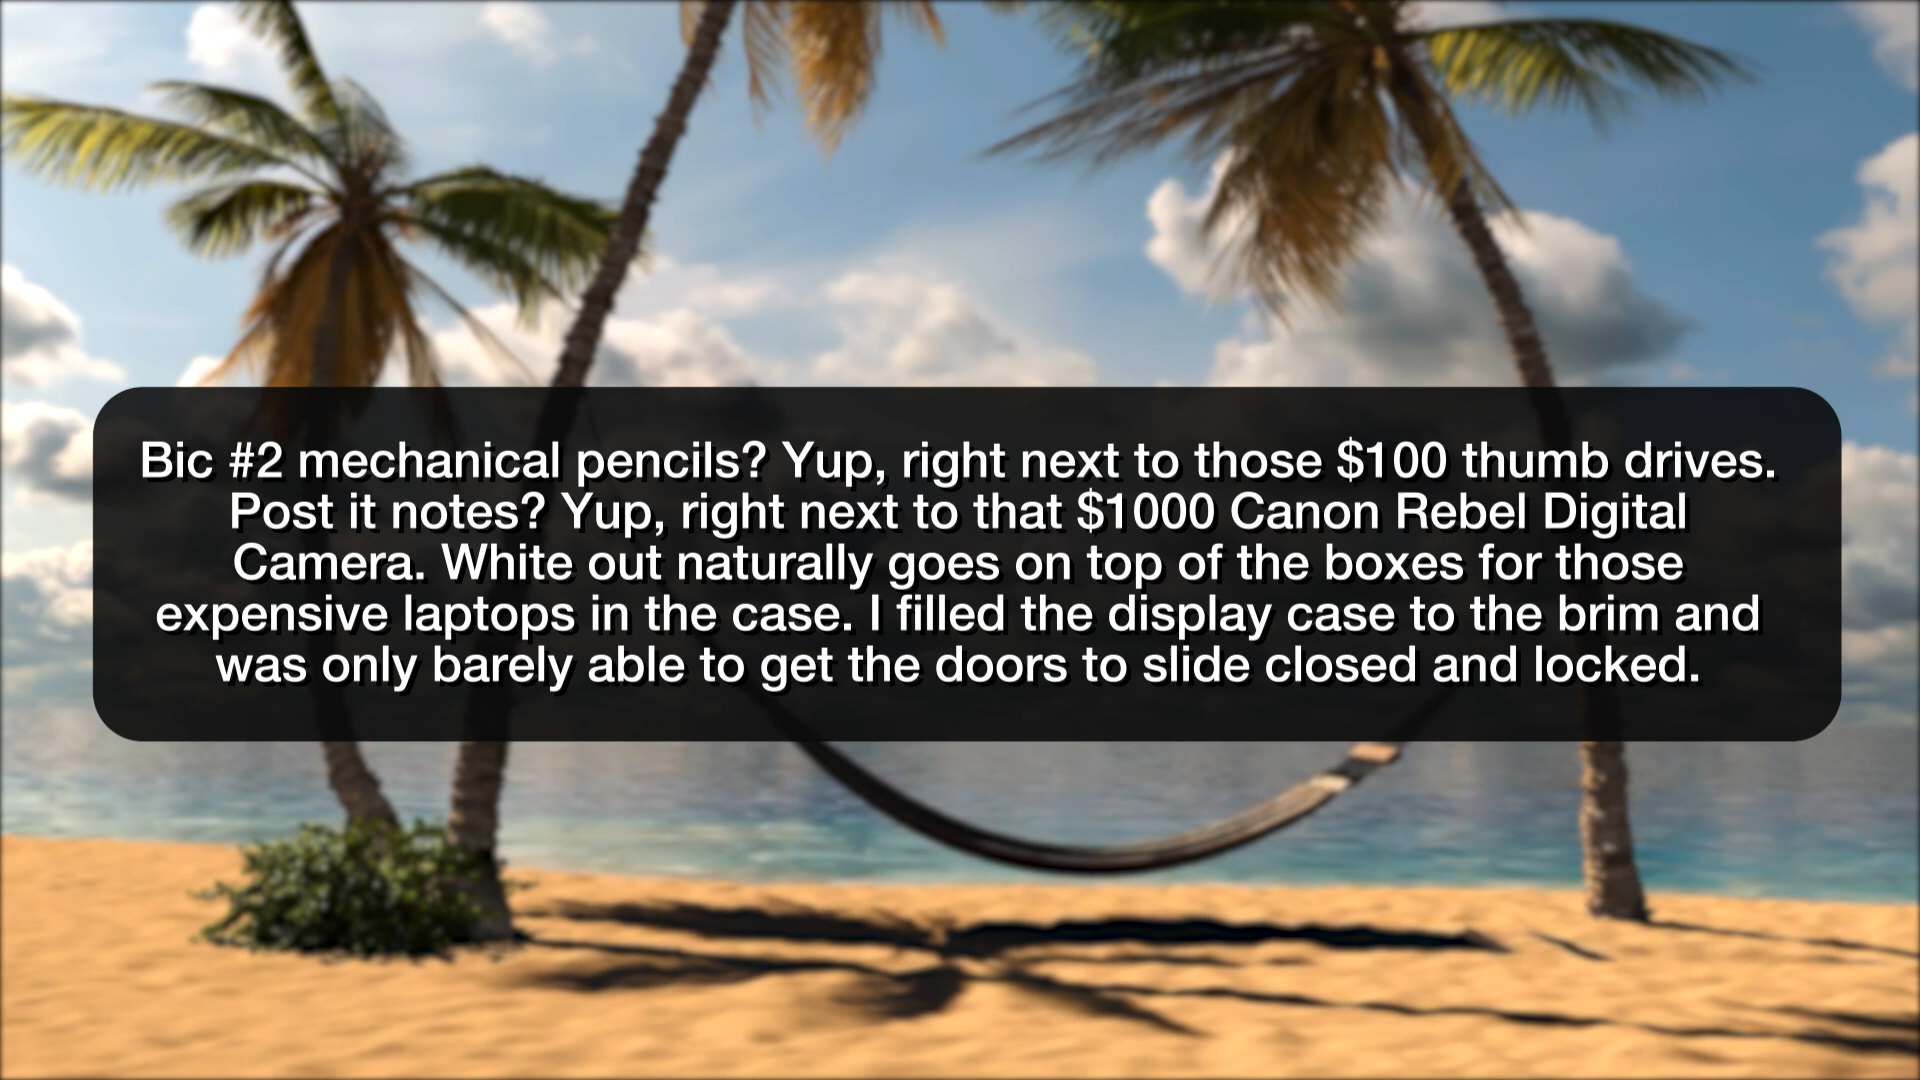 Bic #2 mechanical pencils? Yup, right next to those $100 thumb drives.
Post it notes? Yup, right next to that $1000 Canon Rebel Digital
Camera. White out naturally goes on top of the boxes for those
expensive laptops in the case. I filled the display case to the brim and
was only barely able to get the doors to slide closed and locked.